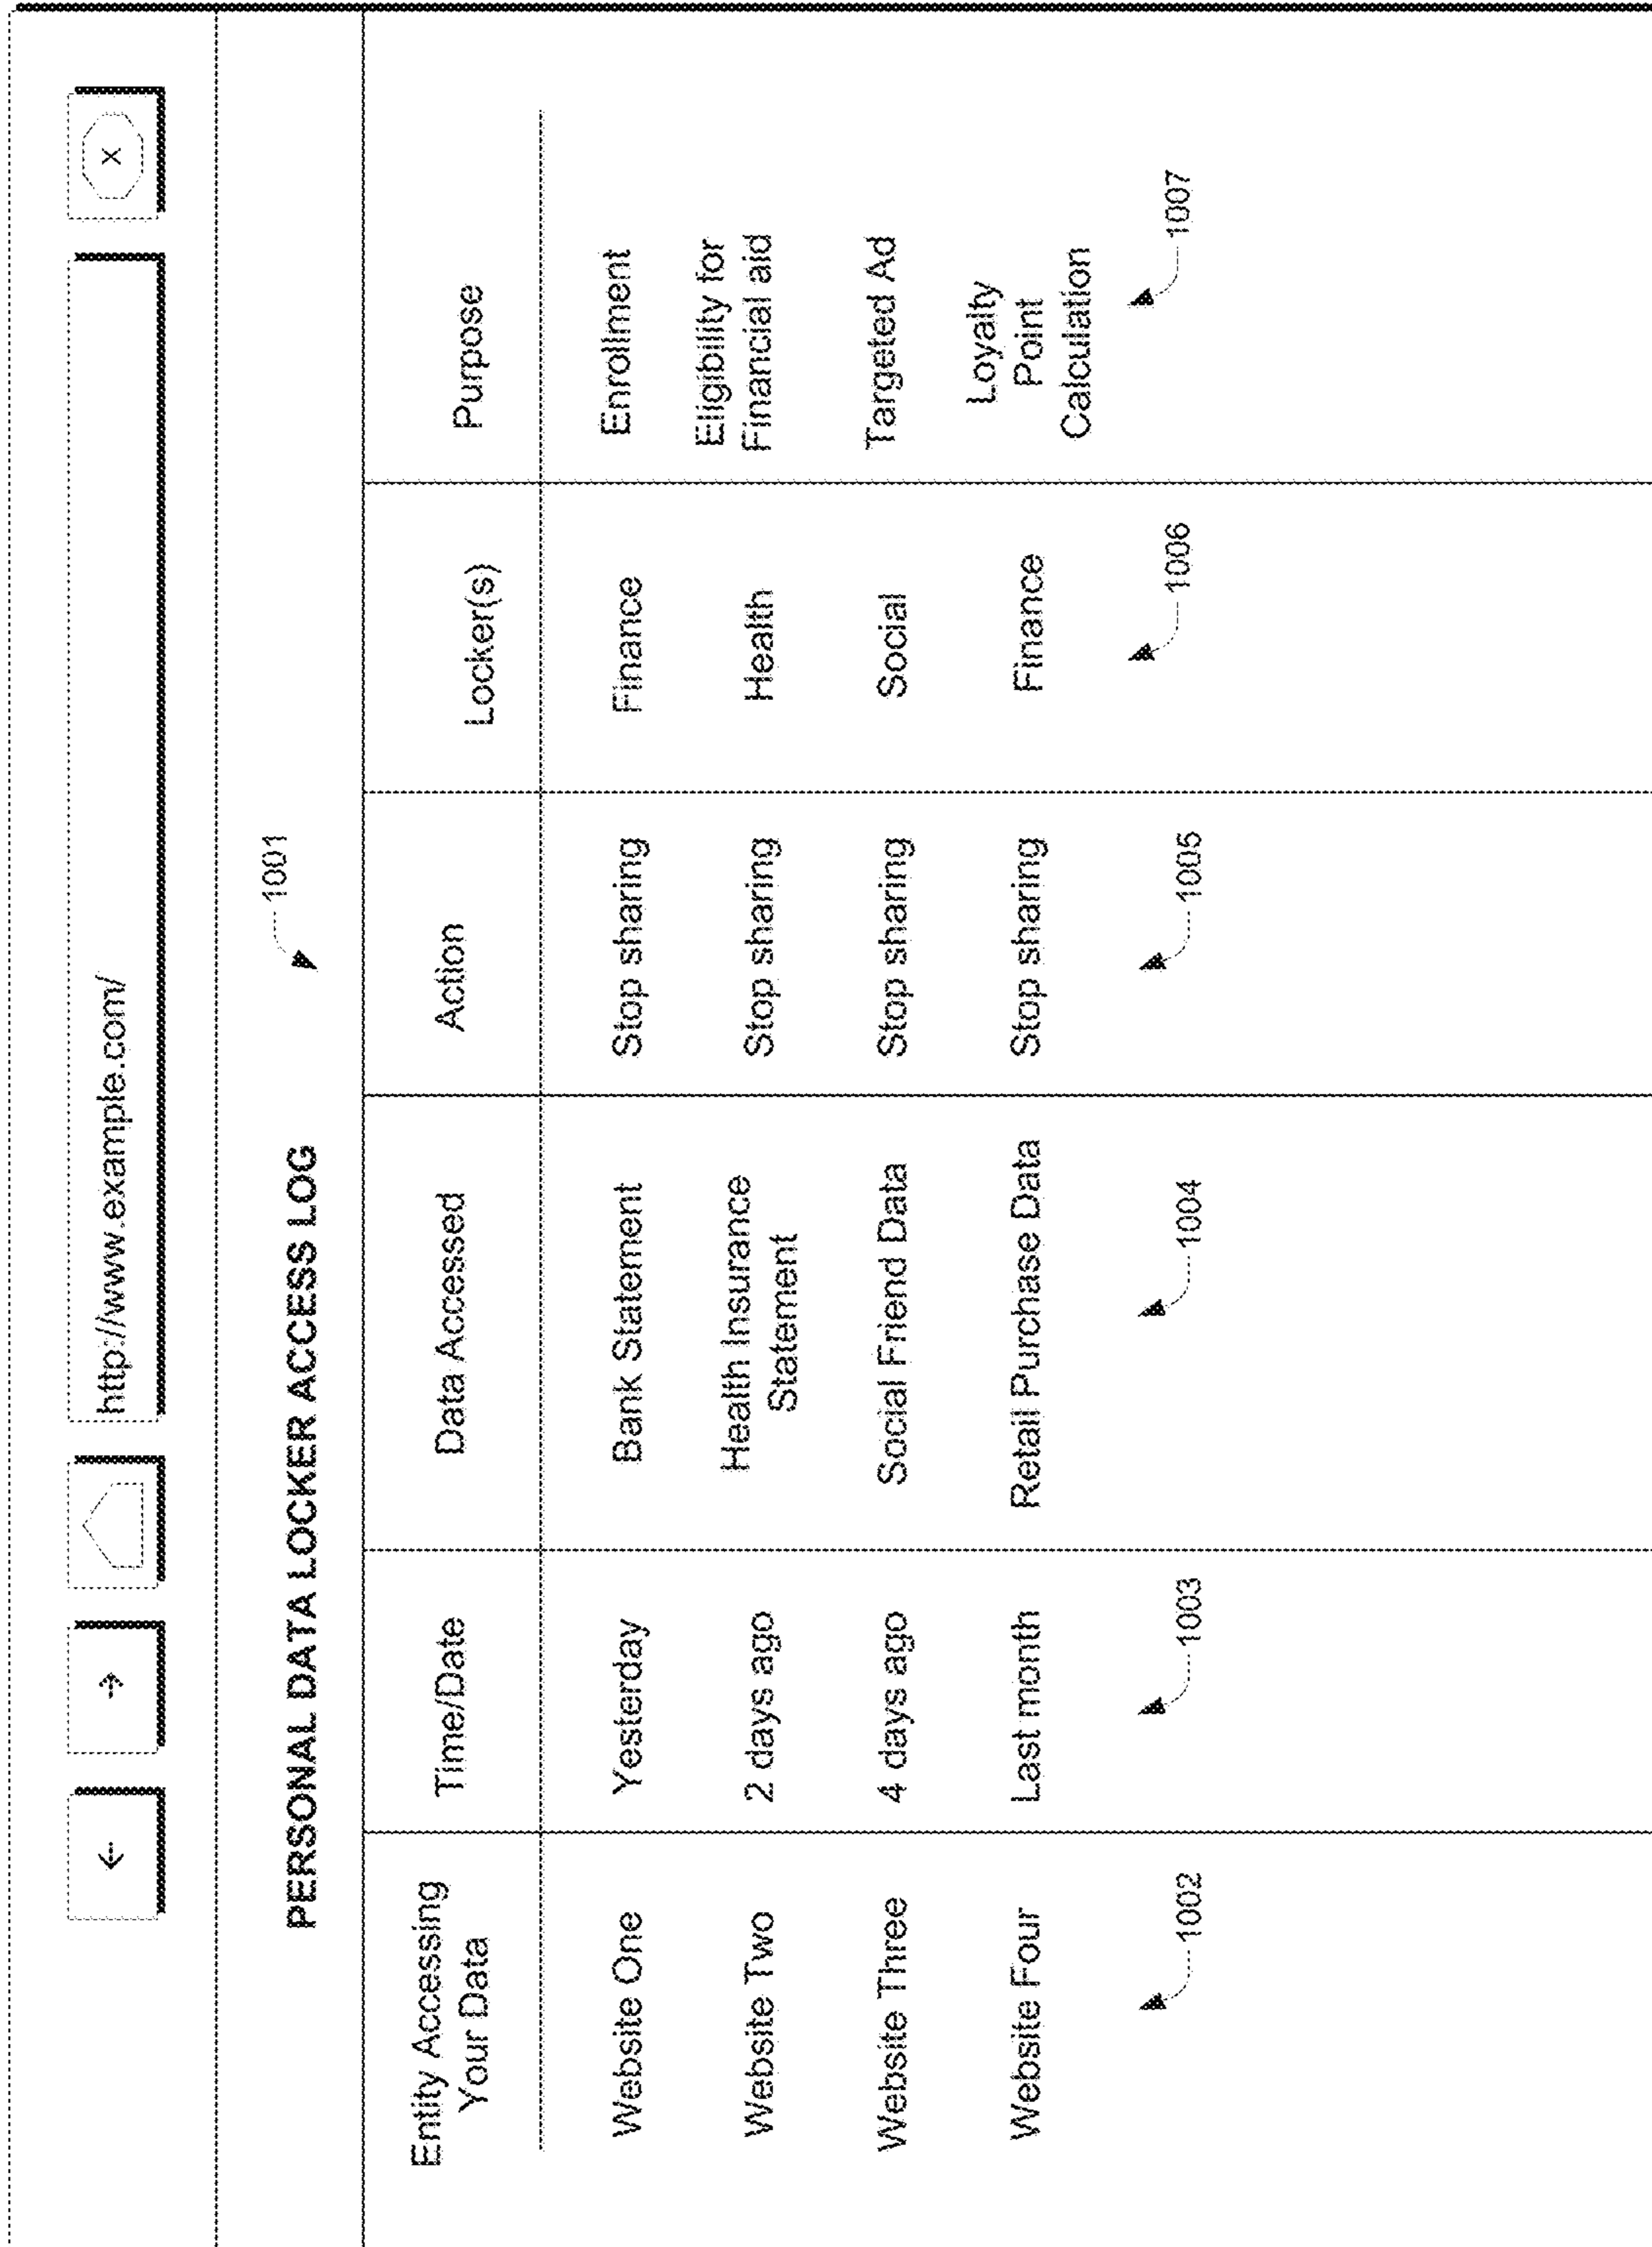 ← → http://www.example.com/ X
PERSONAL DATA LOCKER ACCESS LOG
1001
Entity Accessing
Your Data
Time/Date
Data Accessed
Action
Locker(s)
Purpose
Website One
Yesterday
Bank Statement
Stop sharing
Finance
Enrollment
Website Two
2 days ago
Health Insurance
Statement
Stop sharing
Health
Eligibility for
Financial aid
Website Three
4 days ago
Social Friend Data
Stop sharing
Social
Targeted Ad
Website Four
Last month
Retail Purchase Data
Stop sharing
Finance
Loyalty
Point
Calculation
1002
1003
1004
1005
1006
1007